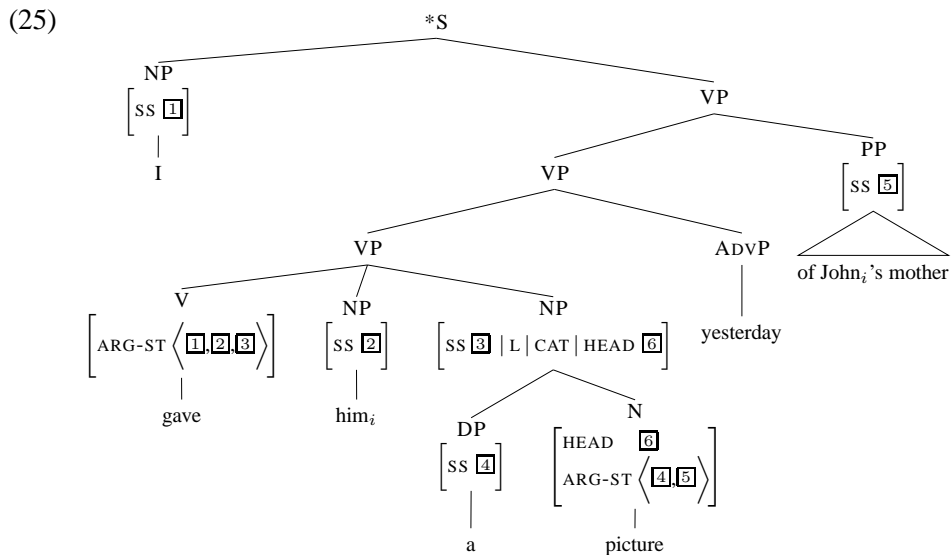 (25)
*S
NP
[SS 1]
I
VP
VP
PP
[SS 5]
of John_i's mother
VP
ADVP
yesterday
V
[ARG-ST ⟨1,2,3⟩]
gave
NP
[SS 2]
him_i
NP
[SS 3 | L | CAT | HEAD 6]
DP
[SS 4]
a
N
[HEAD 6
ARG-ST ⟨4,5⟩]
picture